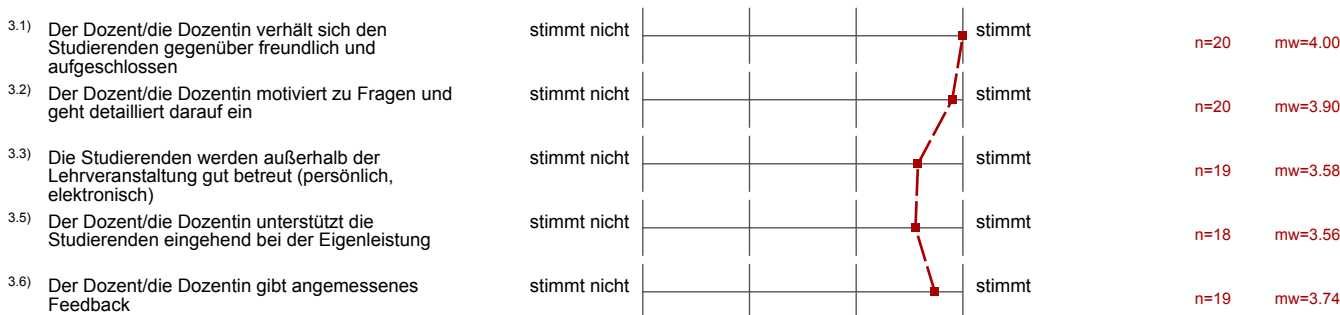 3.1) Der Dozent/die Dozentin verhält sich den
Studierenden gegenüber freundlich und
aufgeschlossen
stimmt nicht
stimmt
n=20
mw=4.00
3.2) Der Dozent/die Dozentin motiviert zu Fragen und
geht detailliert darauf ein
stimmt nicht
stimmt
n=20
mw=3.90
3.3) Die Studierenden werden außerhalb der
Lehrveranstaltung gut betreut (persönlich,
elektronisch)
stimmt nicht
stimmt
n=19
mw=3.58
3.5) Der Dozent/die Dozentin unterstützt die
Studierenden eingehend bei der Eigenleistung
stimmt nicht
stimmt
n=18
mw=3.56
3.6) Der Dozent/die Dozentin gibt angemessenes
Feedback
stimmt nicht
stimmt
n=19
mw=3.74